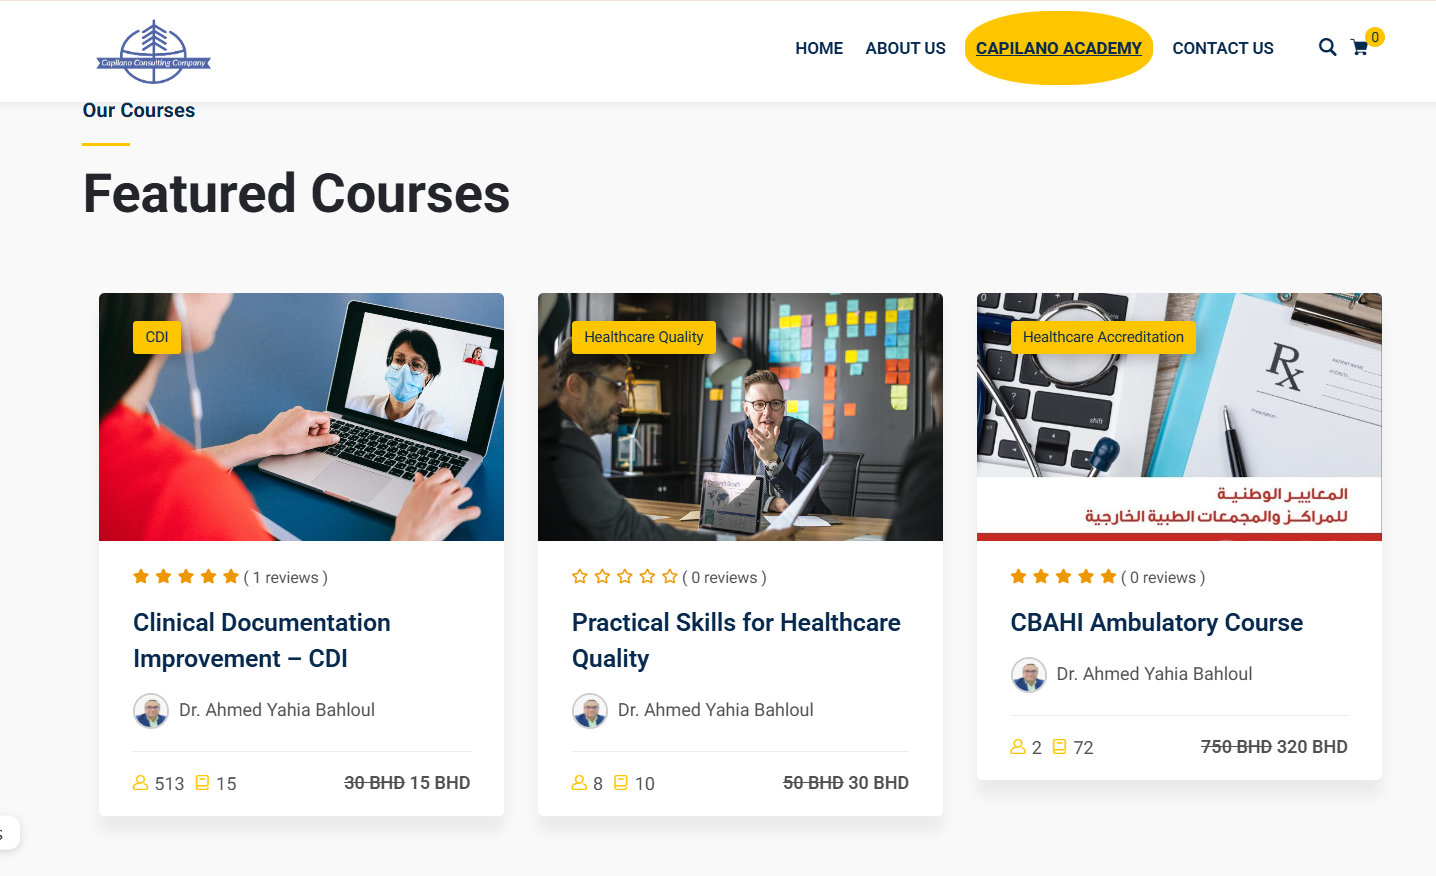 Capilano Consulting Company
HOME ABOUT US CAPILANO ACADEMY CONTACT US 0
Our Courses
Featured Courses
CDI
Healthcare Quality
Healthcare Accreditation
shift
المعايير الوطنية
للمراكز والمجمعات الطبية الخارجية
( 1 reviews )
Clinical Documentation
Improvement – CDI
Dr. Ahmed Yahia Bahloul
513 15 30 BHD 15 BHD
( 0 reviews )
Practical Skills for Healthcare
Quality
Dr. Ahmed Yahia Bahloul
8 10 50 BHD 30 BHD
( 0 reviews )
CBAHI Ambulatory Course
Dr. Ahmed Yahia Bahloul
2 72 750 BHD 320 BHD